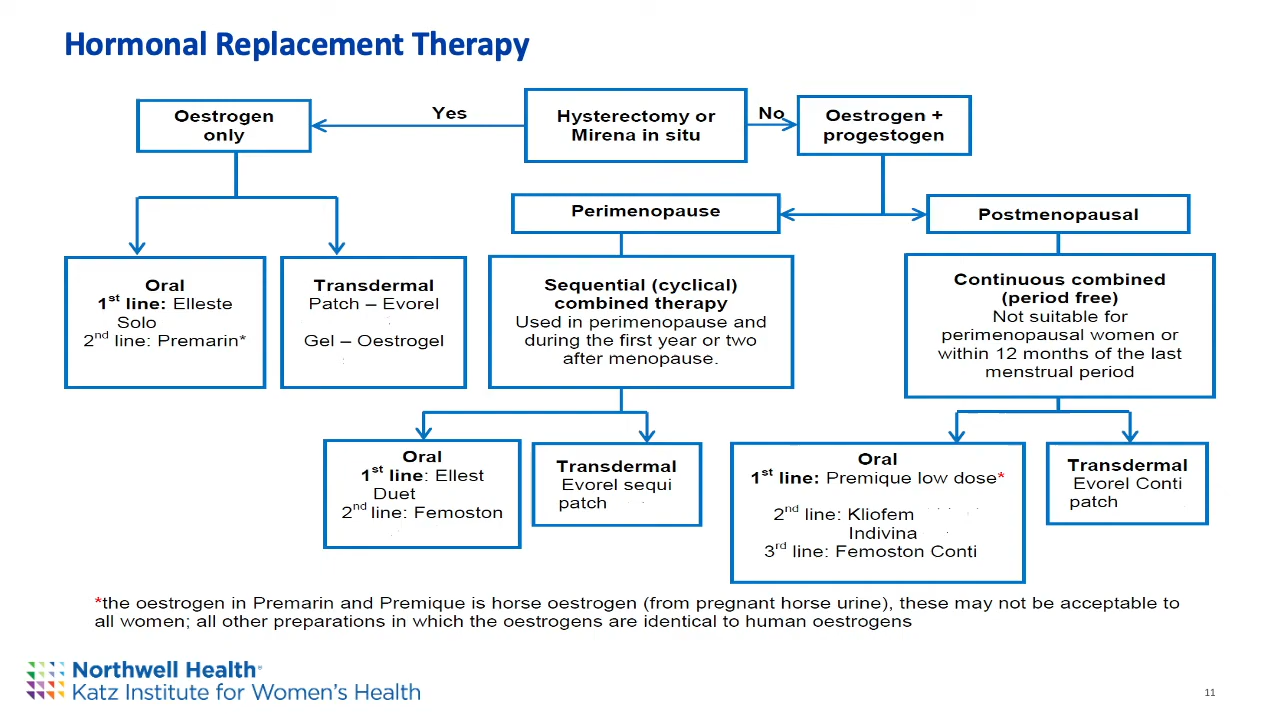 Hormonal Replacement Therapy
Oestrogen
only
Yes
Hysterectomy or
Mirena in situ
No
Oestrogen +
progestogen
Perimenopause
Postmenopausal
Oral
1st line: Elleste
Solo
2nd line: Premarin*
Transdermal
Patch – Evorel
Gel – Oestrogel
Sequential (cyclical)
combined therapy
Used in perimenopause and
during the first year or two
after menopause.
Continuous combined
(period free)
Not suitable for
perimenopausal women or
within 12 months of the last
menstrual period
Oral
1st line: Ellest
Duet
2nd line: Femoston
Transdermal
Evorel sequi
patch
Oral
1st line: Premique low dose*
2nd line: Kliofem
Indivina
3rd line: Femoston Conti
Transdermal
Evorel Conti
patch
*the oestrogen in Premarin and Premique is horse oestrogen (from pregnant horse urine), these may not be acceptable to
all women; all other preparations in which the oestrogens are identical to human oestrogens
Northwell Health
Katz Institute for Women's Health
11